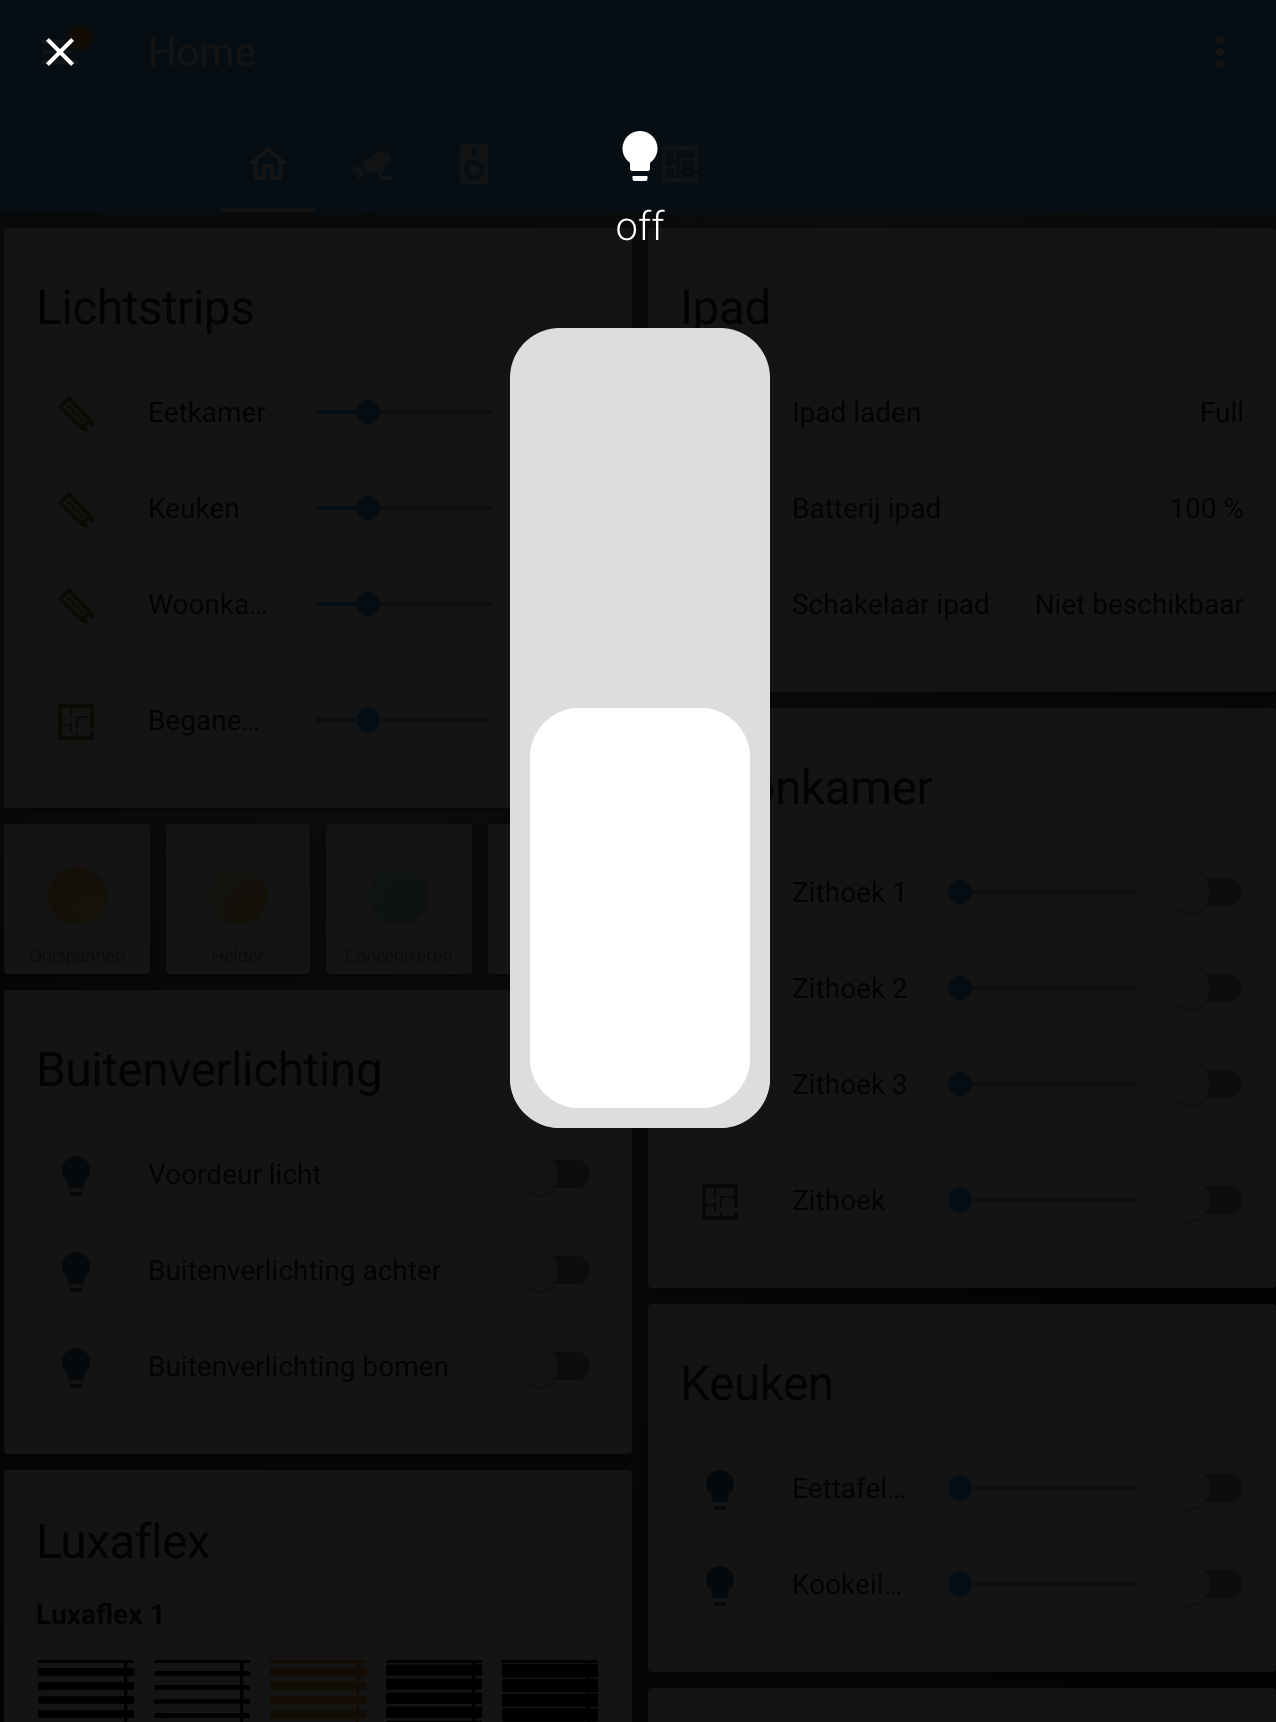 Home
off
Lichtstrips
Eetkamer
Keuken
Woonka...
Begane...
Ontspannen
Helder
Concentreren
Buitenverlichting
Voordeur licht
Buitenverlichting achter
Buitenverlichting bomen
Luxaflex
Luxaflex 1
Ipad
Ipad laden Full
Batterij ipad 100 %
Schakelaar ipad Niet beschikbaar
onkamer
Zithoek 1
Zithoek 2
Zithoek 3
Zithoek
Keuken
Eettafel...
Kookeil...